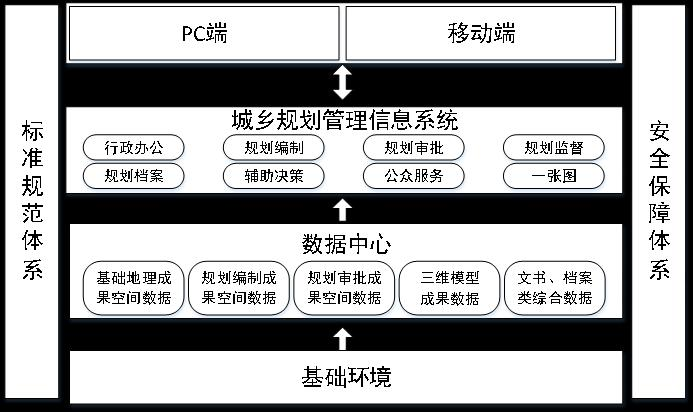 PC端
移动端
标准规范体系
城乡规划管理信息系统
行政办公
规划编制
规划审批
规划监督
规划档案
辅助决策
公众服务
一张图
安全保障体系
数据中心
基础地理成
果空间数据
规划编制成
果空间数据
规划审批成
果空间数据
三维模型
成果数据
文书、档案
类综合数据
基础环境